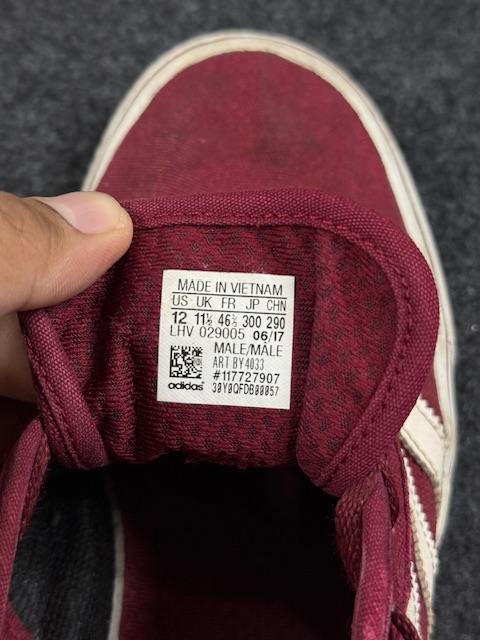 MADE IN VIETNAM
US UK FR JP CHN
12 11½ 46⅔ 300 290
LHV 029005 06/17
MALE/MALE
ART BY4033
#117727907
adidas 30Y0QFDB00057